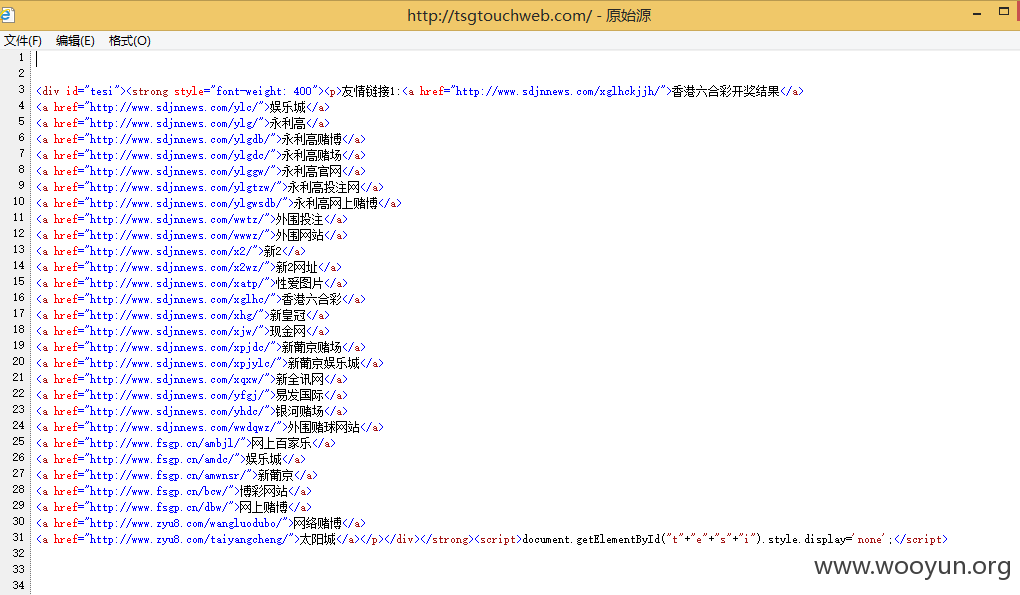 http://tsgtouchweb.com/ - 原始源
文件(F) 编辑(E) 格式(O)
1
2
3 <div id="tesi"><strong style="font-weight: 400"><p>友情链接1:<a href="http://www.sdjnnews.com/xglhckjjh/">香港六合彩开奖结果</a>
4 <a href="http://www.sdjnnews.com/ylc/">娱乐城</a>
5 <a href="http://www.sdjnnews.com/ylg/">永利高</a>
6 <a href="http://www.sdjnnews.com/ylgdb/">永利高赌博</a>
7 <a href="http://www.sdjnnews.com/ylgdc/">永利高赌场</a>
8 <a href="http://www.sdjnnews.com/ylggw/">永利高官网</a>
9 <a href="http://www.sdjnnews.com/ylgtzw/">永利高投注网</a>
10 <a href="http://www.sdjnnews.com/ylgwsdb/">永利高网上赌博</a>
11 <a href="http://www.sdjnnews.com/wwtz/">外围投注</a>
12 <a href="http://www.sdjnnews.com/wwwz/">外围网站</a>
13 <a href="http://www.sdjnnews.com/x2/">新2</a>
14 <a href="http://www.sdjnnews.com/x2wz/">新2网址</a>
15 <a href="http://www.sdjnnews.com/xatp/">性爱图片</a>
16 <a href="http://www.sdjnnews.com/xglhc/">香港六合彩</a>
17 <a href="http://www.sdjnnews.com/xhg/">新皇冠</a>
18 <a href="http://www.sdjnnews.com/xjw/">现金网</a>
19 <a href="http://www.sdjnnews.com/xpjdc/">新葡京赌场</a>
20 <a href="http://www.sdjnnews.com/xpjylc/">新葡京娱乐城</a>
21 <a href="http://www.sdjnnews.com/xqxw/">新全讯网</a>
22 <a href="http://www.sdjnnews.com/yfgj/">易发国际</a>
23 <a href="http://www.sdjnnews.com/yhdc/">银河赌场</a>
24 <a href="http://www.sdjnnews.com/wwdqwz/">外围赌球网站</a>
25 <a href="http://www.fsgp.cn/ambjl/">网上百家乐</a>
26 <a href="http://www.fsgp.cn/amdc/">娱乐城</a>
27 <a href="http://www.fsgp.cn/amwnsr/">新葡京</a>
28 <a href="http://www.fsgp.cn/bcw/">博彩网站</a>
29 <a href="http://www.fsgp.cn/dbw/">网上赌博</a>
30 <a href="http://www.zyu8.com/wangluodubo/">网络赌博</a>
31 <a href="http://www.zyu8.com/taiyangcheng/">太阳城</a></p></div></strong><script>document.getElementById("t"+"e"+"s"+"i").style.display='none';</script>
32
33
34
www.wooyun.org